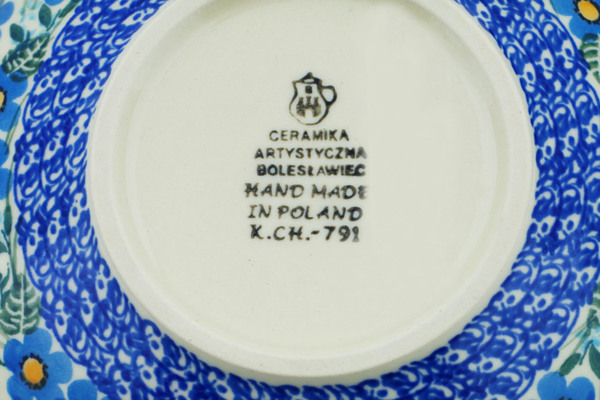 CERAMIKA
ARTYSTYCZNA
BOLESŁAWIEC
HAND MADE
IN POLAND
K.CH.-791